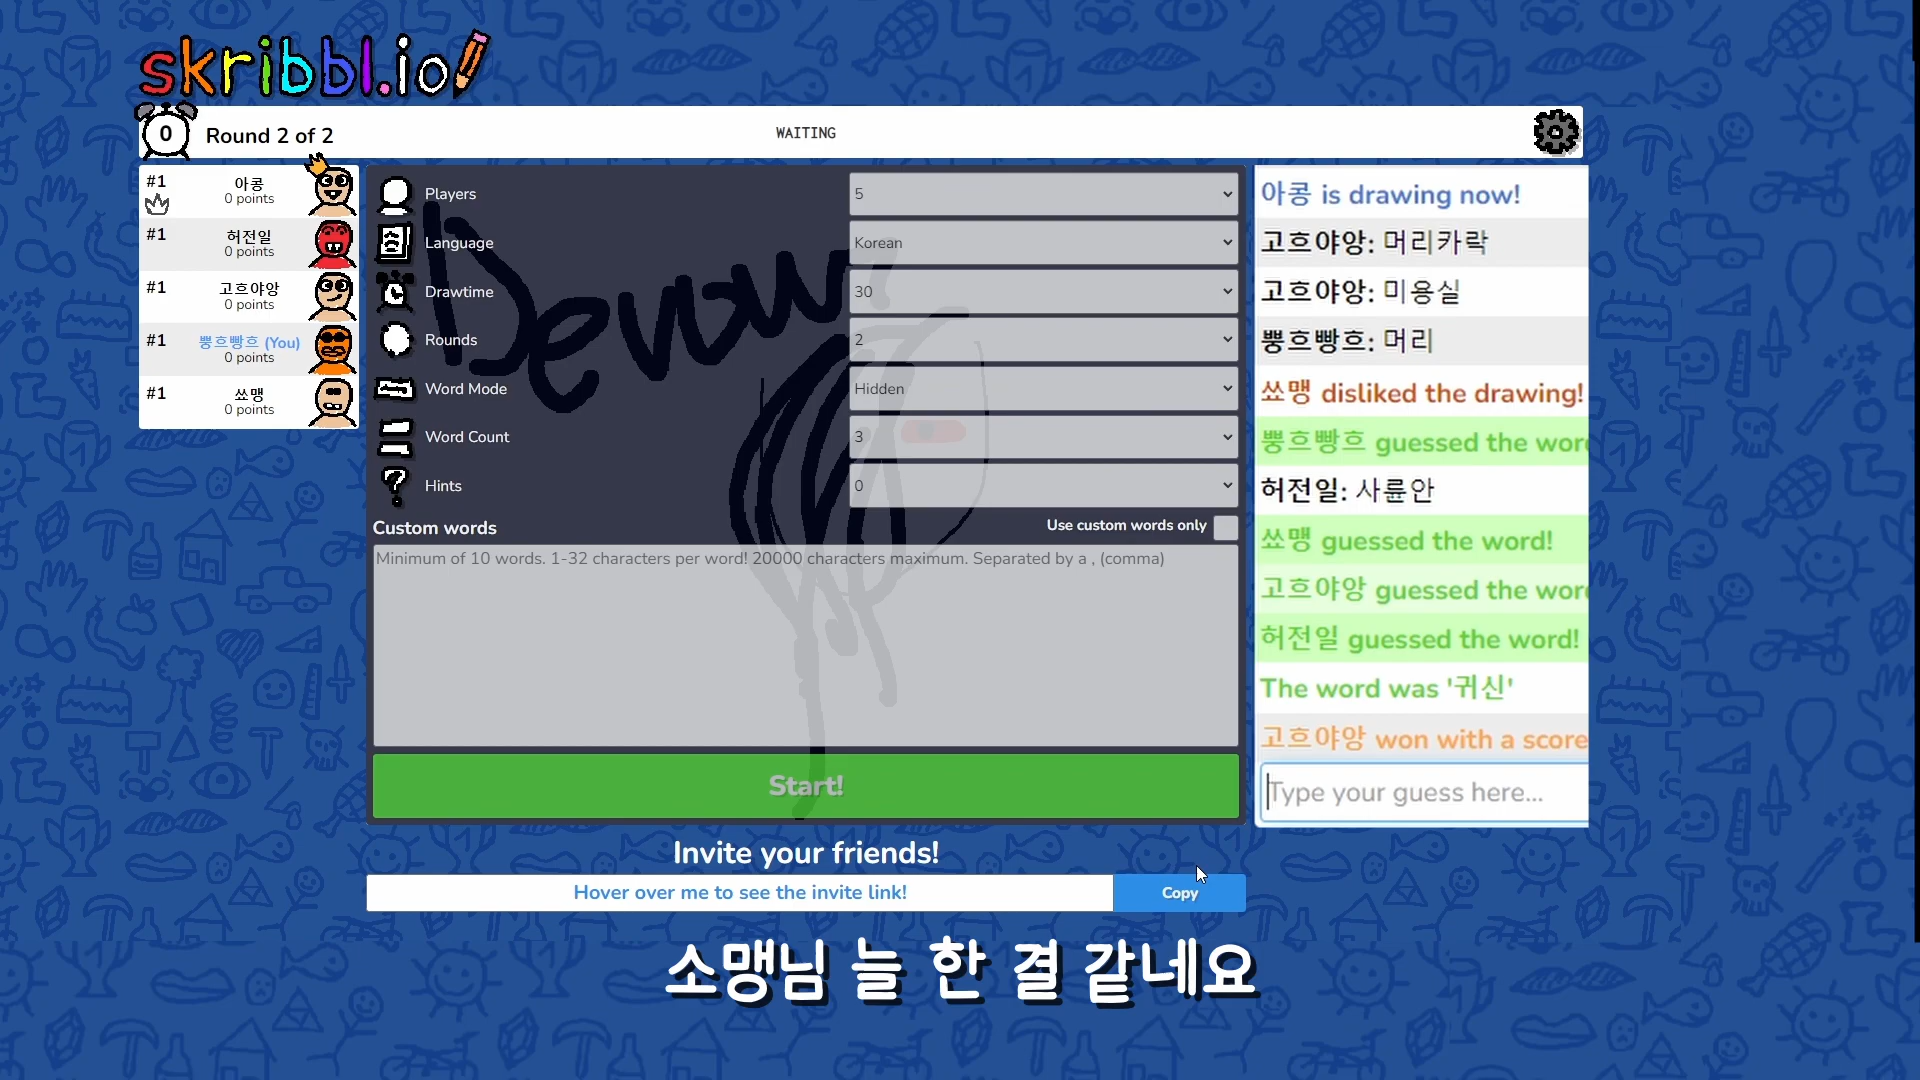 skribbl.io
0
Round 2 of 2
WAITING
#1
아콩
0 points
#1
허전일
0 points
#1
고흐야앙
0 points
#1
뿡흐빵흐 (You)
0 points
#1
쏘맹
0 points
Players
5
Language
Korean
Drawtime
30
Rounds
2
Word Mode
Hidden
Word Count
3
Hints
0
Custom words
Use custom words only
Minimum of 10 words. 1-32 characters per word! 20000 characters maximum. Separated by a , (comma)
Start!
Invite your friends!
Hover over me to see the invite link!
Copy
아콩 is drawing now!
고흐야앙: 머리카락
고흐야앙: 미용실
뿡흐빵흐: 머리
쏘맹 disliked the drawing!
뿡흐빵흐 guessed the word
허전일: 사륜안
쏘맹 guessed the word!
고흐야앙 guessed the word
허전일 guessed the word!
The word was '귀신'
고흐야앙 won with a score
Type your guess here...
소맹님 늘 한 결 같네요